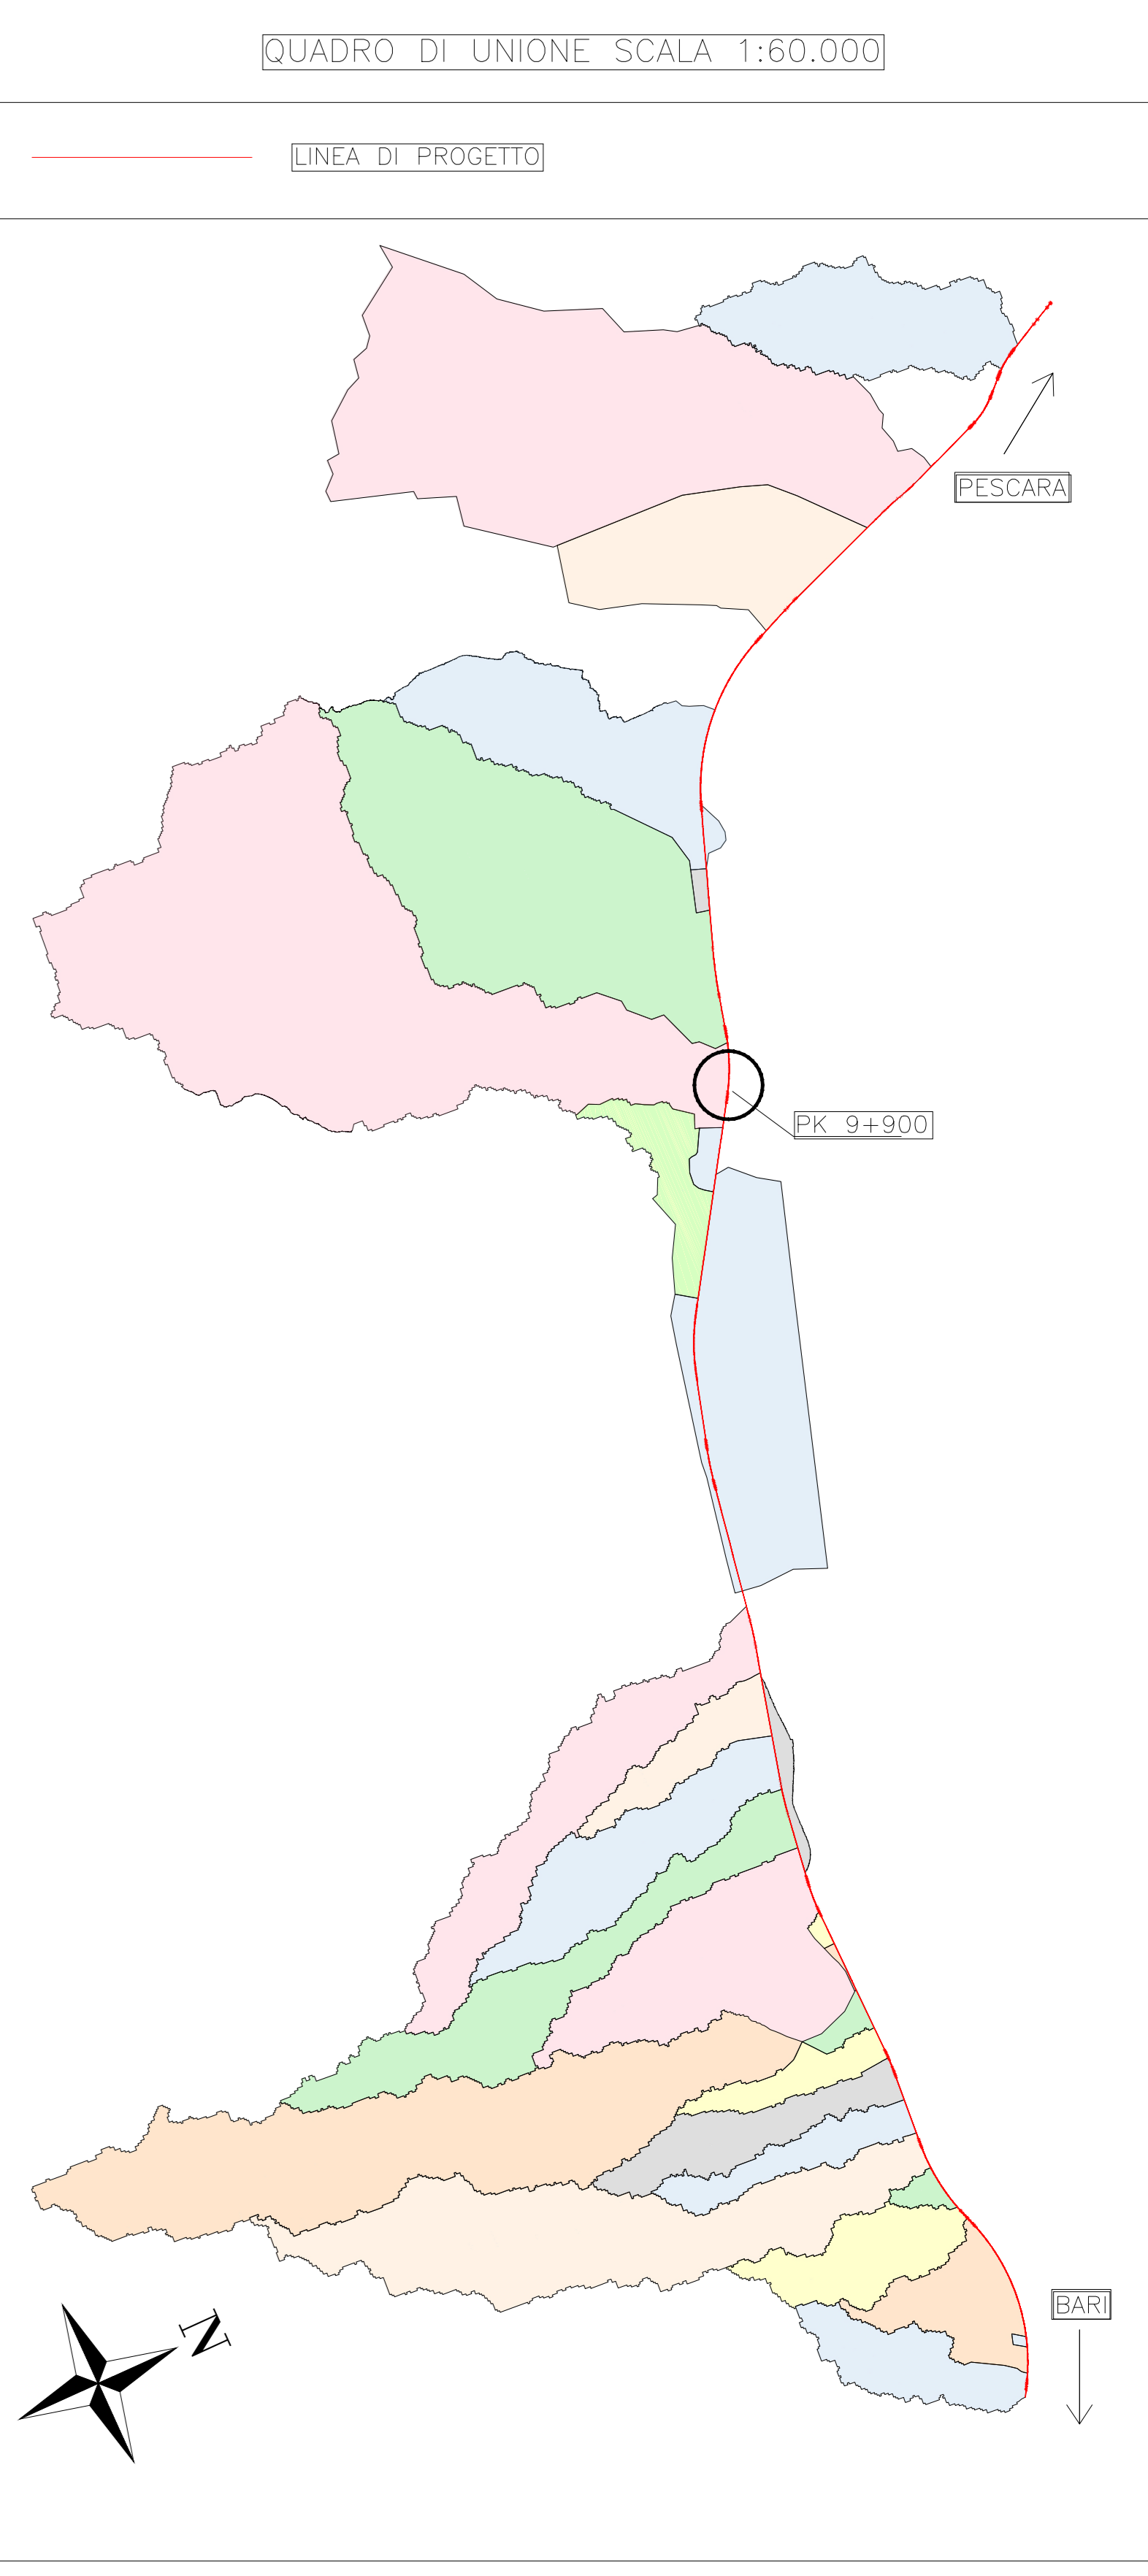 QUADRO DI UNIONE SCALA 1:60.000
LINEA DI PROGETTO
PESCARA
PK 9+900
BARI
N